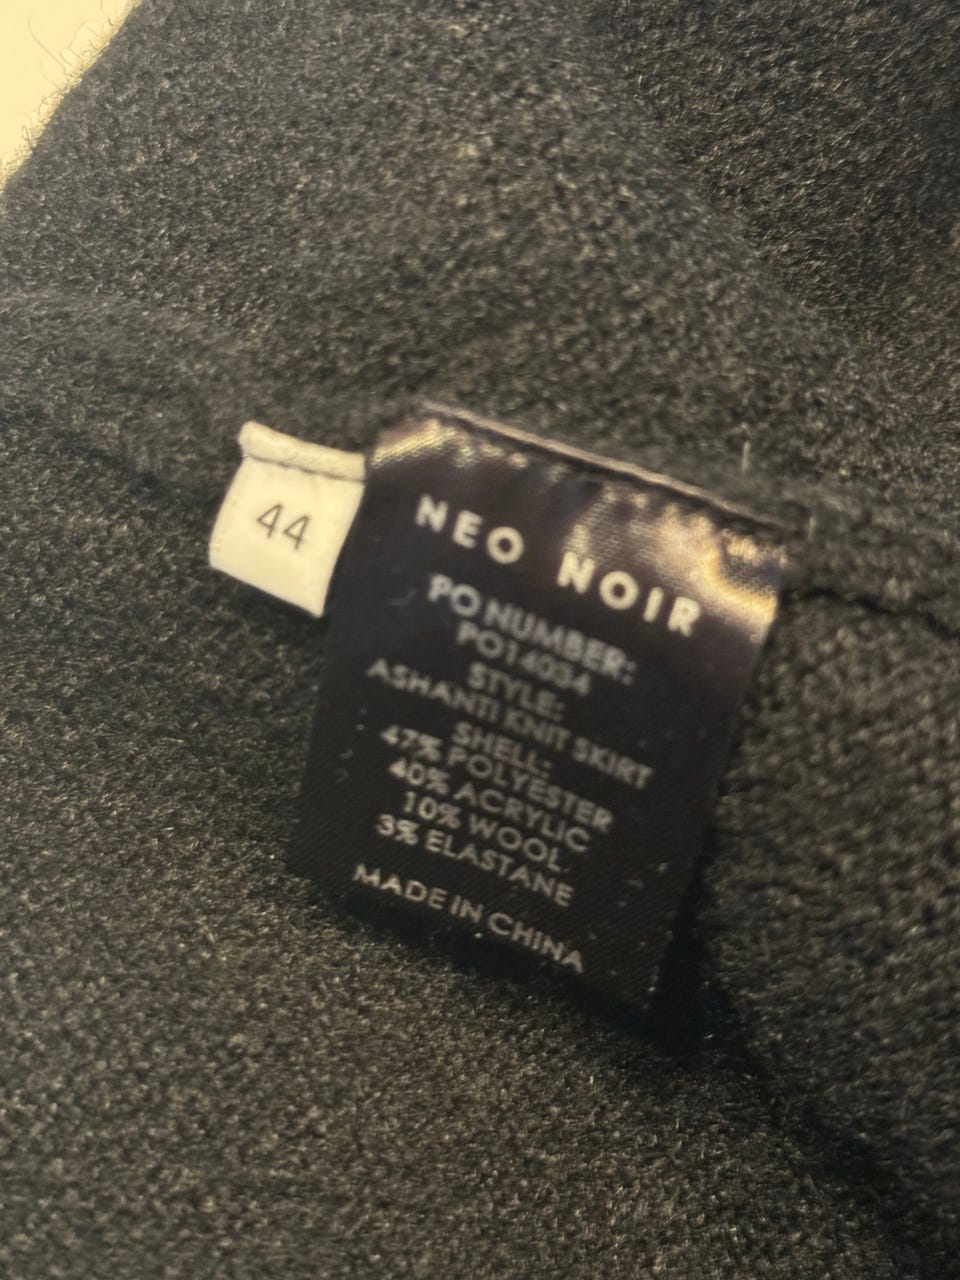 44
NEO NOIR
PO NUMBER:
PO14034
STYLE:
ASHANTI KNIT SKIRT
SHELL:
47% POLYESTER
40% ACRYLIC
10% WOOL
3% ELASTANE
MADE IN CHINA